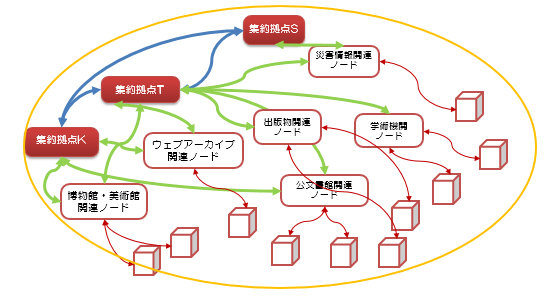 集約拠点S
災害情報関連
ノード
集約拠点T
出版物関連
ノード
学術機関
ノード
集約拠点K
ウェブアーカイブ
関連ノード
博物館・美術館
関連ノード
公文書館関連
ノード